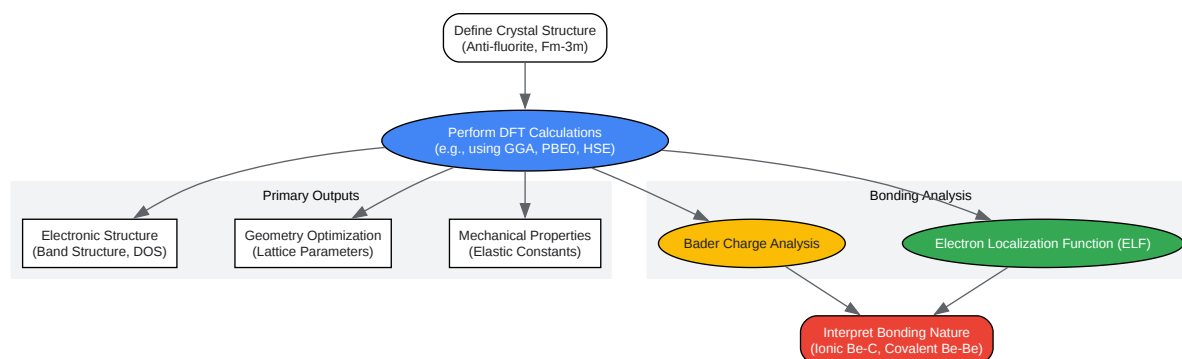 Define Crystal Structure
(Anti-fluorite, Fm-3m)
Perform DFT Calculations
(e.g., using GGA, PBE0, HSE)
Primary Outputs
Bonding Analysis
Electronic Structure
(Band Structure, DOS)
Geometry Optimization
(Lattice Parameters)
Mechanical Properties
(Elastic Constants)
Bader Charge Analysis
Electron Localization Function (ELF)
Interpret Bonding Nature
(Ionic Be-C, Covalent Be-Be)